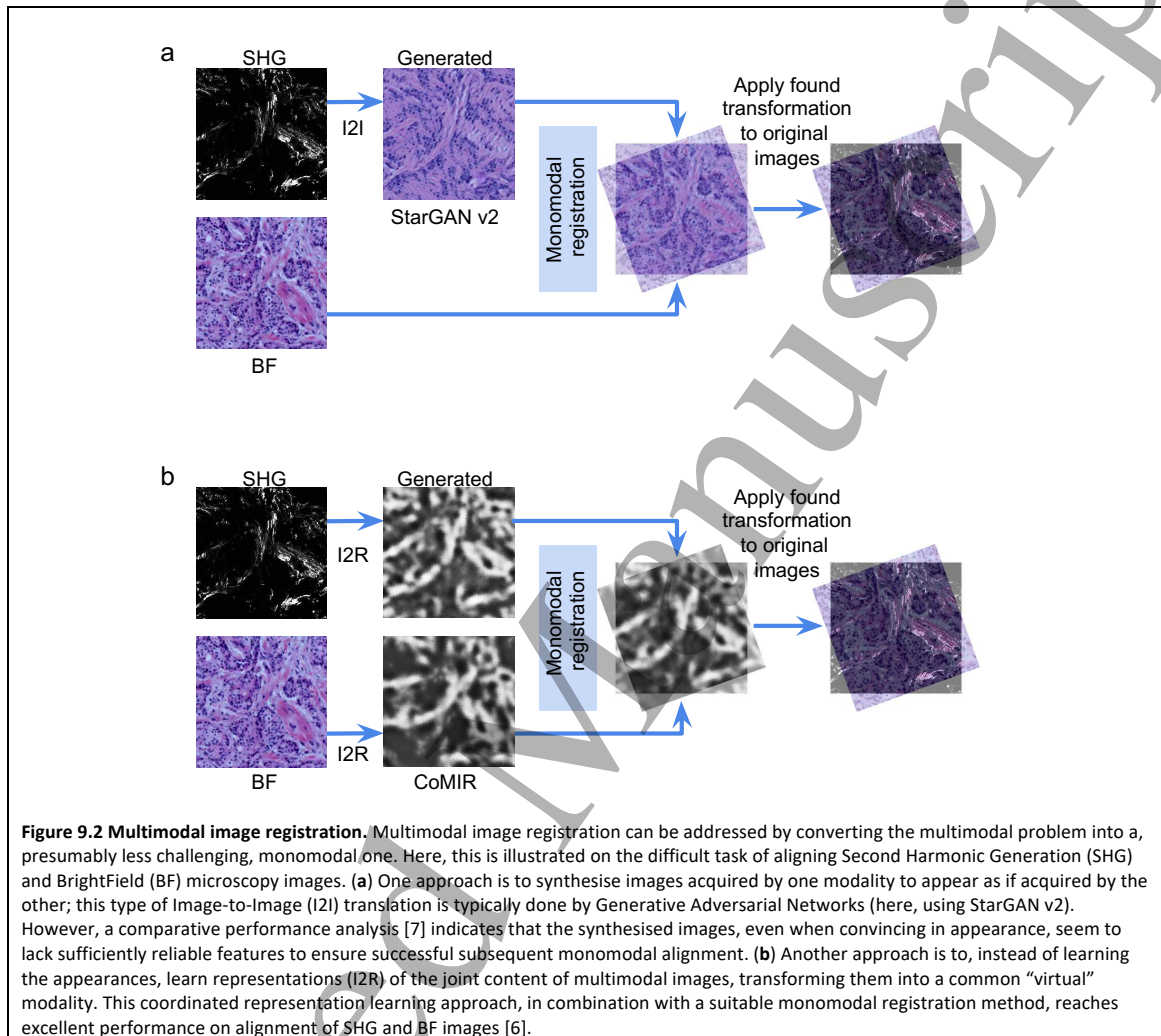 a
SHG
Generated
I2I
StarGAN v2
BF
Monomodal
registration
Apply found
transformation
to original
images
b
SHG
Generated
I2R
I2R
BF
CoMIR
Monomodal
registration
Apply found
transformation
to original
images
Figure 9.2 Multimodal image registration. Multimodal image registration can be addressed by converting the multimodal problem into a,
presumably less challenging, monomodal one. Here, this is illustrated on the difficult task of aligning Second Harmonic Generation (SHG)
and BrightField (BF) microscopy images. (a) One approach is to synthesise images acquired by one modality to appear as if acquired by the
other; this type of Image-to-Image (I2I) translation is typically done by Generative Adversarial Networks (here, using StarGAN v2).
However, a comparative performance analysis [7] indicates that the synthesised images, even when convincing in appearance, seem to
lack sufficiently reliable features to ensure successful subsequent monomodal alignment. (b) Another approach is to, instead of learning
the appearances, learn representations (I2R) of the joint content of multimodal images, transforming them into a common “virtual”
modality. This coordinated representation learning approach, in combination with a suitable monomodal registration method, reaches
excellent performance on alignment of SHG and BF images [6].
ed Manuscrip